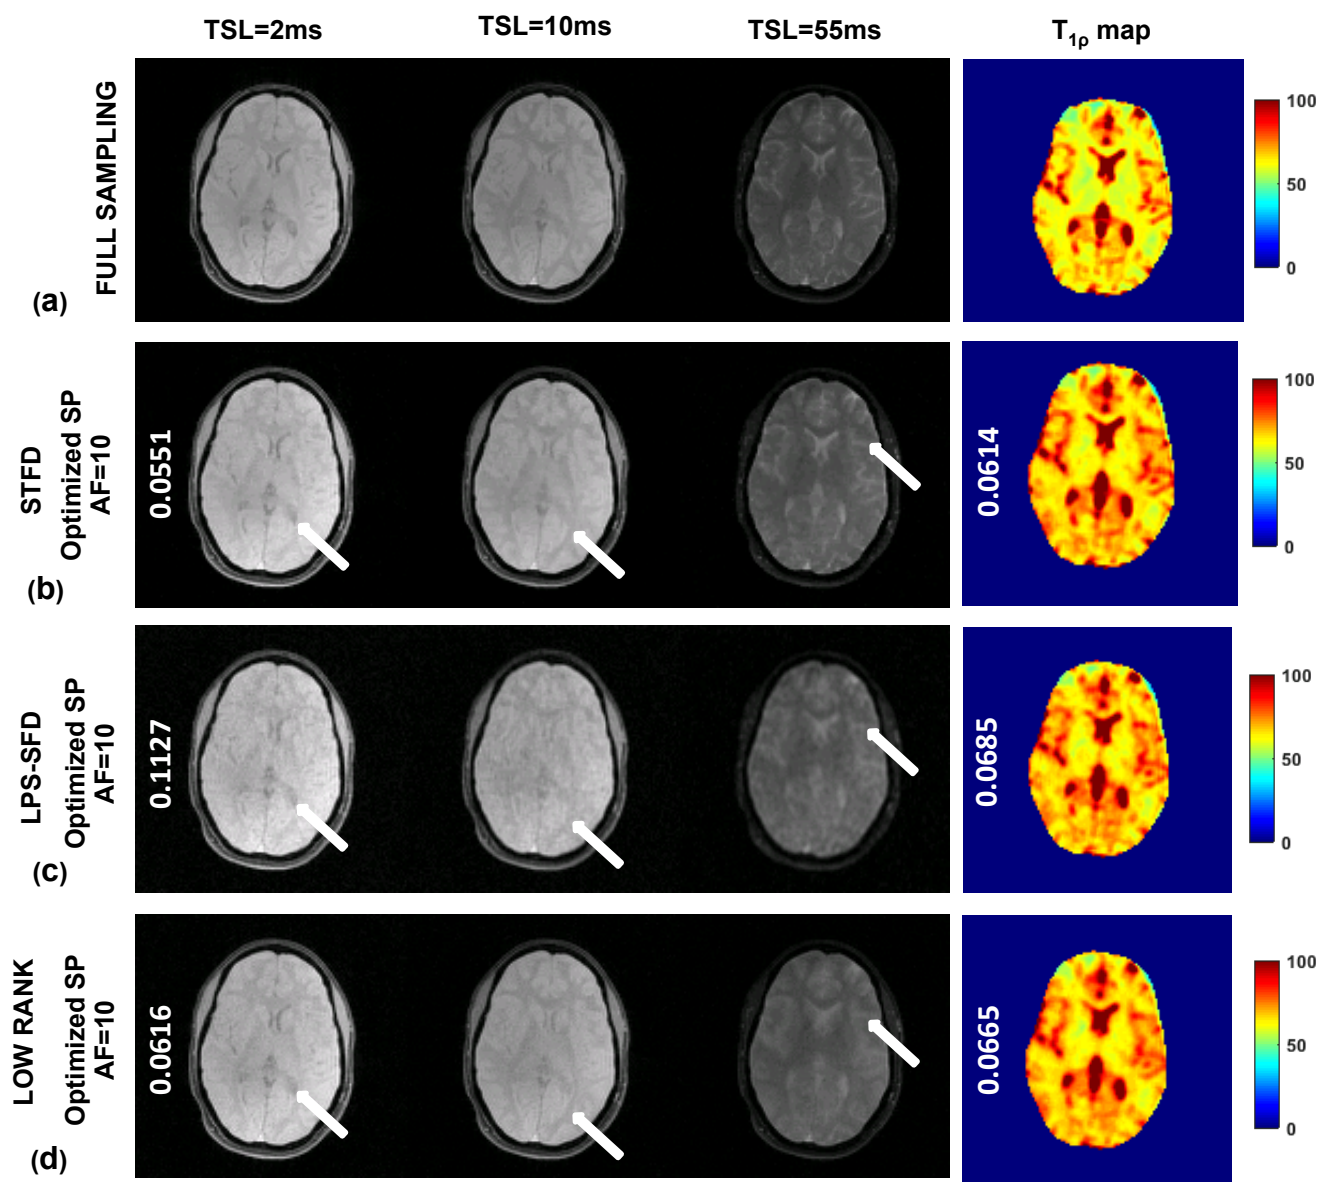 TSL=2ms TSL=10ms TSL=55ms T1ρ map
(a) FULL SAMPLING
100
50
0
(b) STFD
Optimized SP
AF=10
0.0551
0.0614
100
50
0
(c) LPS-SFD
Optimized SP
AF=10
0.1127
0.0685
100
50
0
(d) LOW RANK
Optimized SP
AF=10
0.0616
0.0665
100
50
0